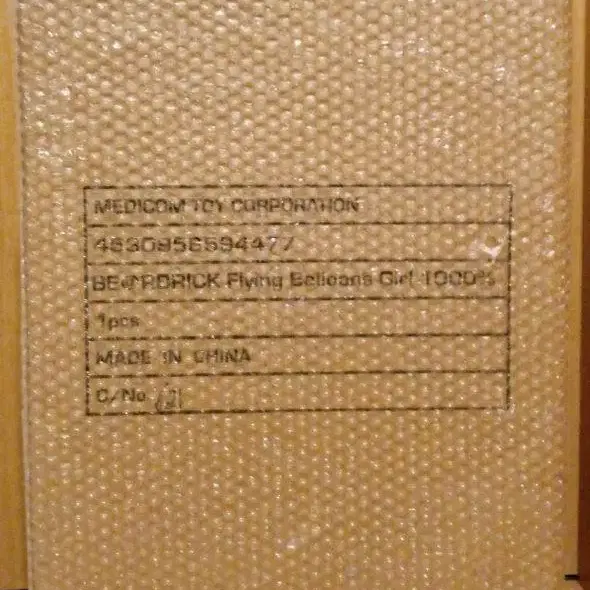 MEDICOM TOY CORPORATION
4530956594477
BE@RBRICK Flying Balloons Girl 1000%
1pcs
MADE IN CHINA
C/No.